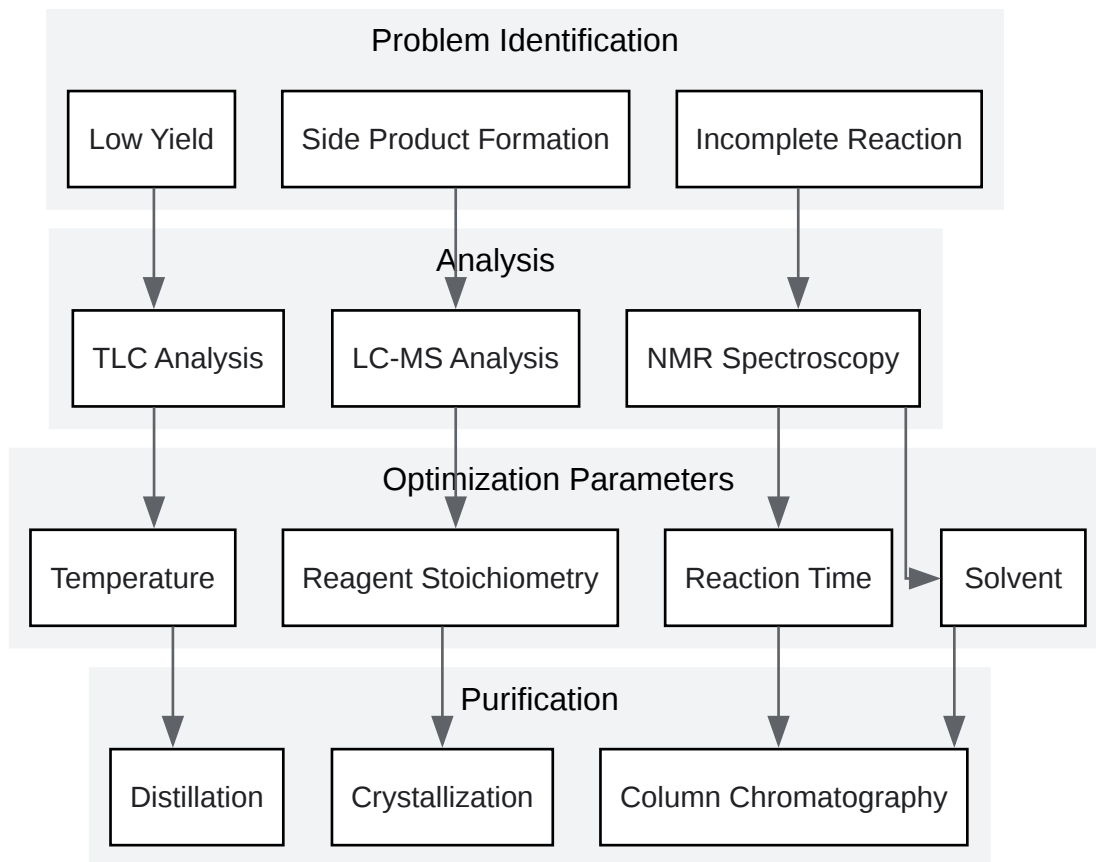 Problem Identification
Low Yield
Side Product Formation
Incomplete Reaction
Analysis
TLC Analysis
LC-MS Analysis
NMR Spectroscopy
Optimization Parameters
Temperature
Reagent Stoichiometry
Reaction Time
Solvent
Purification
Distillation
Crystallization
Column Chromatography